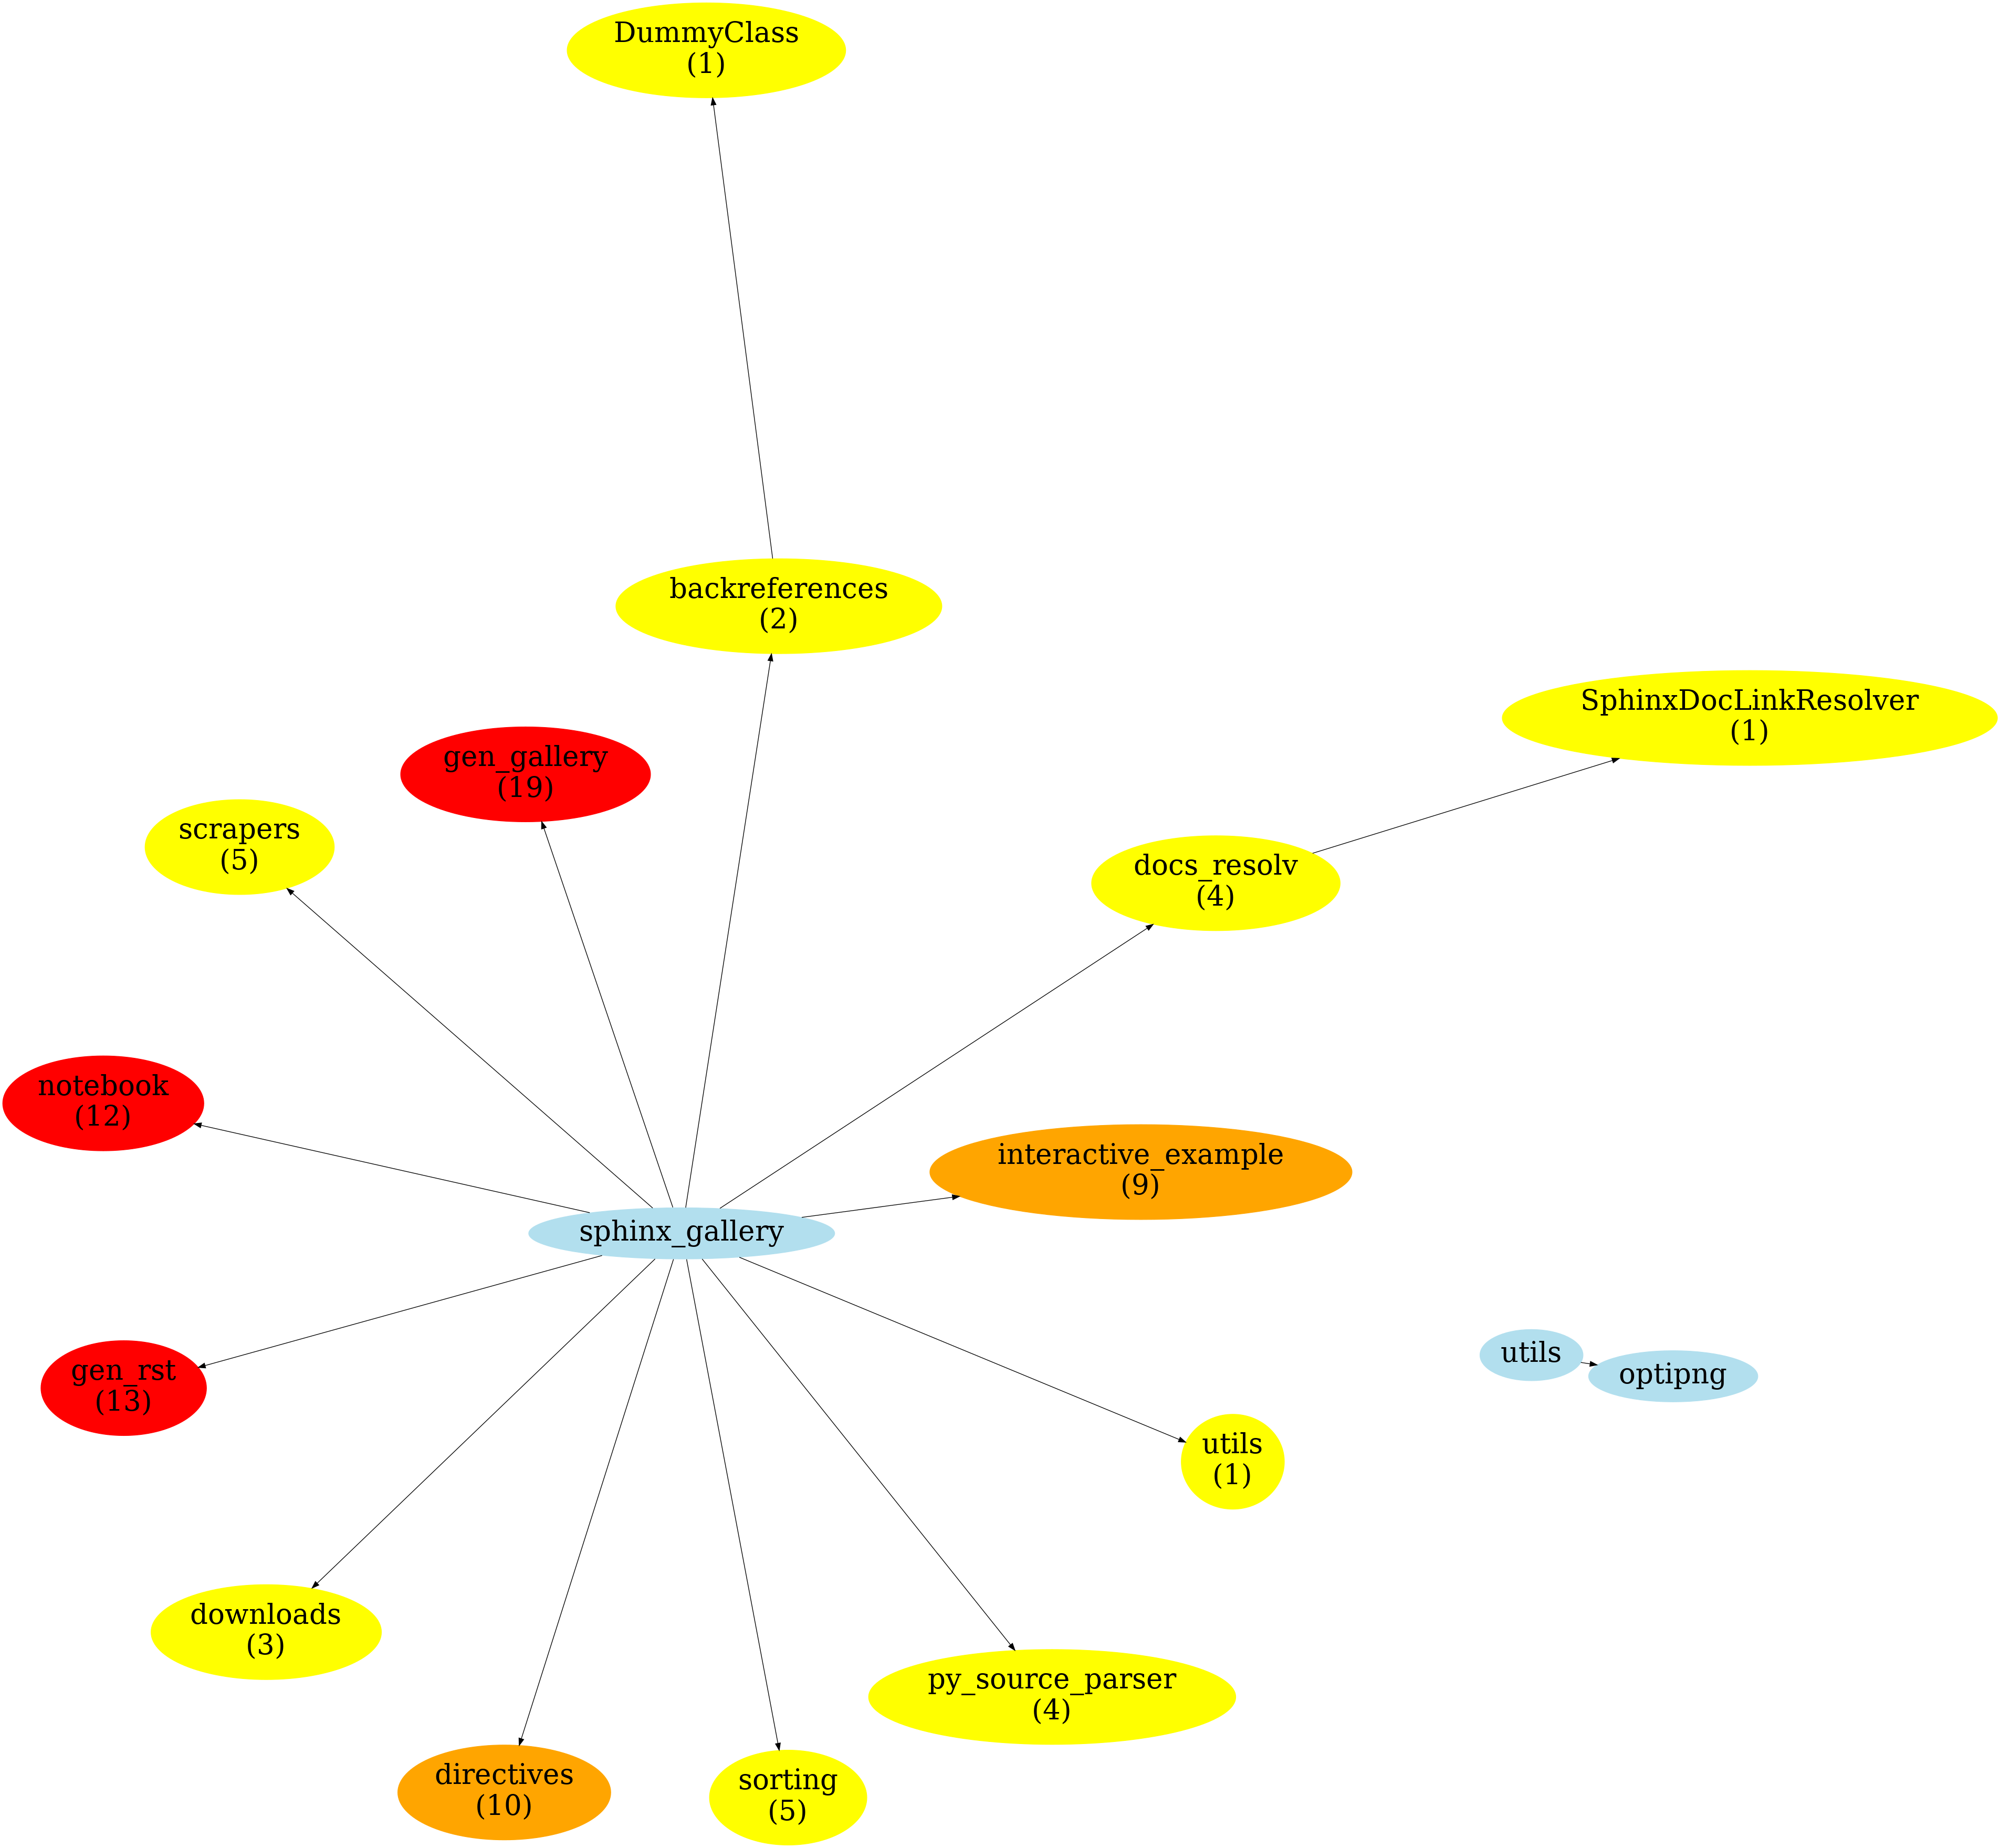 DummyClass
(1)
backreferences
(2)
SphinxDocLinkResolver
(1)
gen_gallery
(19)
scrapers
(5)
docs_resolv
(4)
notebook
(12)
interactive_example
(9)
sphinx_gallery
utils
optipng
gen_rst
(13)
utils
(1)
downloads
(3)
py_source_parser
(4)
directives
(10)
sorting
(5)